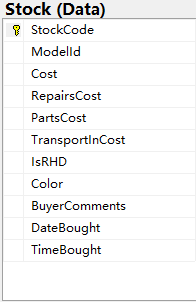 Stock (Data)
StockCode
ModelId
Cost
RepairsCost
PartsCost
TransportInCost
IsRHD
Color
BuyerComments
DateBought
TimeBought